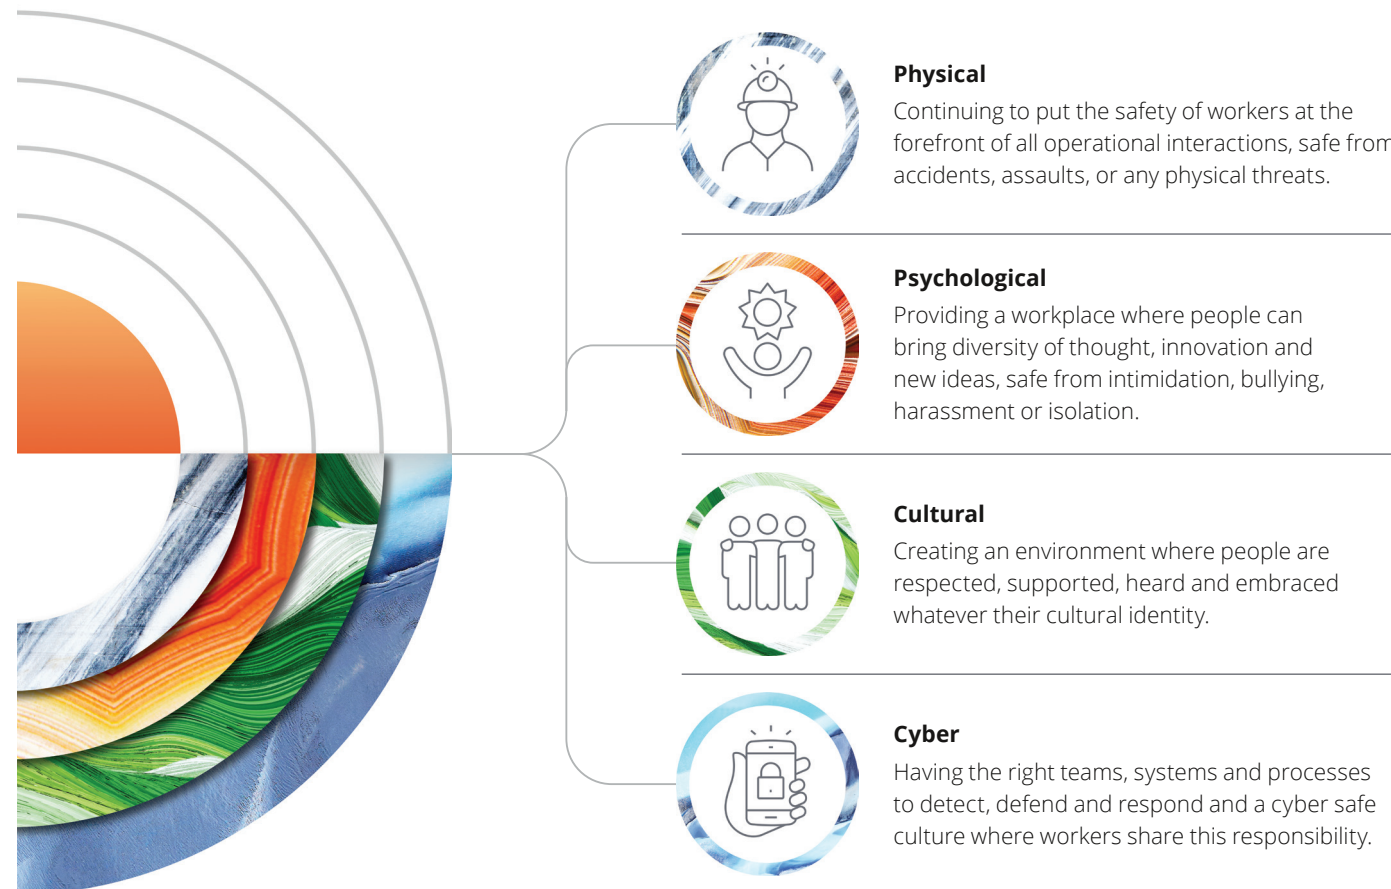 Physical
Continuing to put the safety of workers at the
forefront of all operational interactions, safe from
accidents, assaults, or any physical threats.
Psychological
Providing a workplace where people can
bring diversity of thought, innovation and
new ideas, safe from intimidation, bullying,
harassment or isolation.
Cultural
Creating an environment where people are
respected, supported, heard and embraced
whatever their cultural identity.
Cyber
Having the right teams, systems and processes
to detect, defend and respond and a cyber safe
culture where workers share this responsibility.